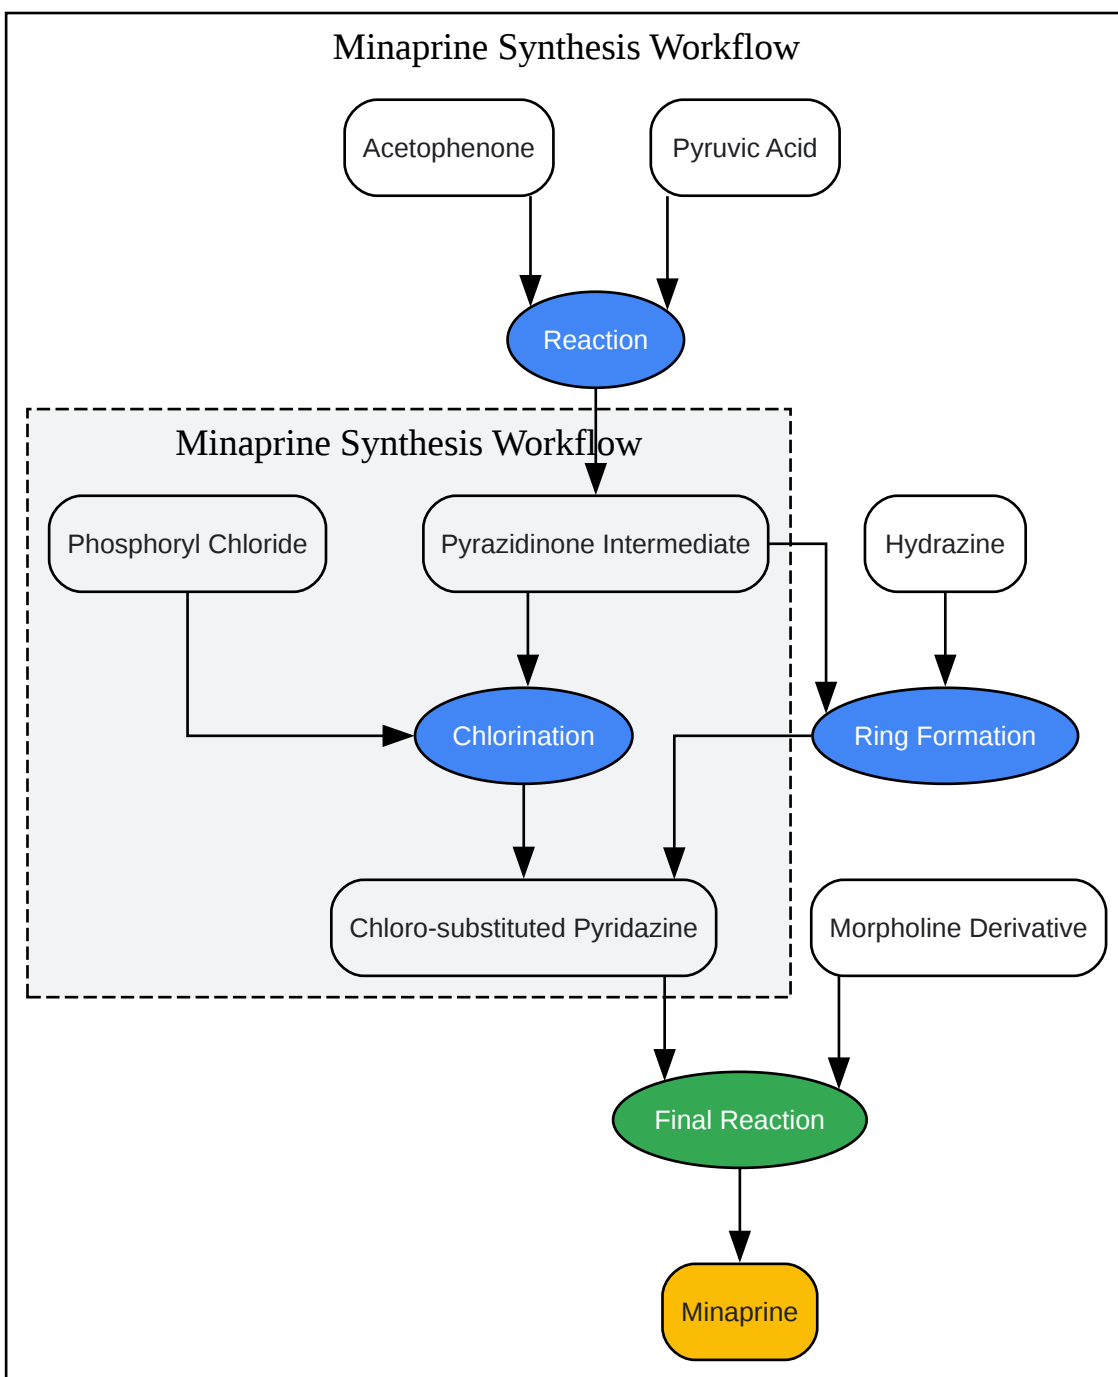 Minaprine Synthesis Workflow
Acetophenone
Pyruvic Acid
Reaction
Minaprine Synthesis Workflow
Phosphoryl Chloride
Pyrazidinone Intermediate
Hydrazine
Chlorination
Ring Formation
Chloro-substituted Pyridazine
Morpholine Derivative
Final Reaction
Minaprine